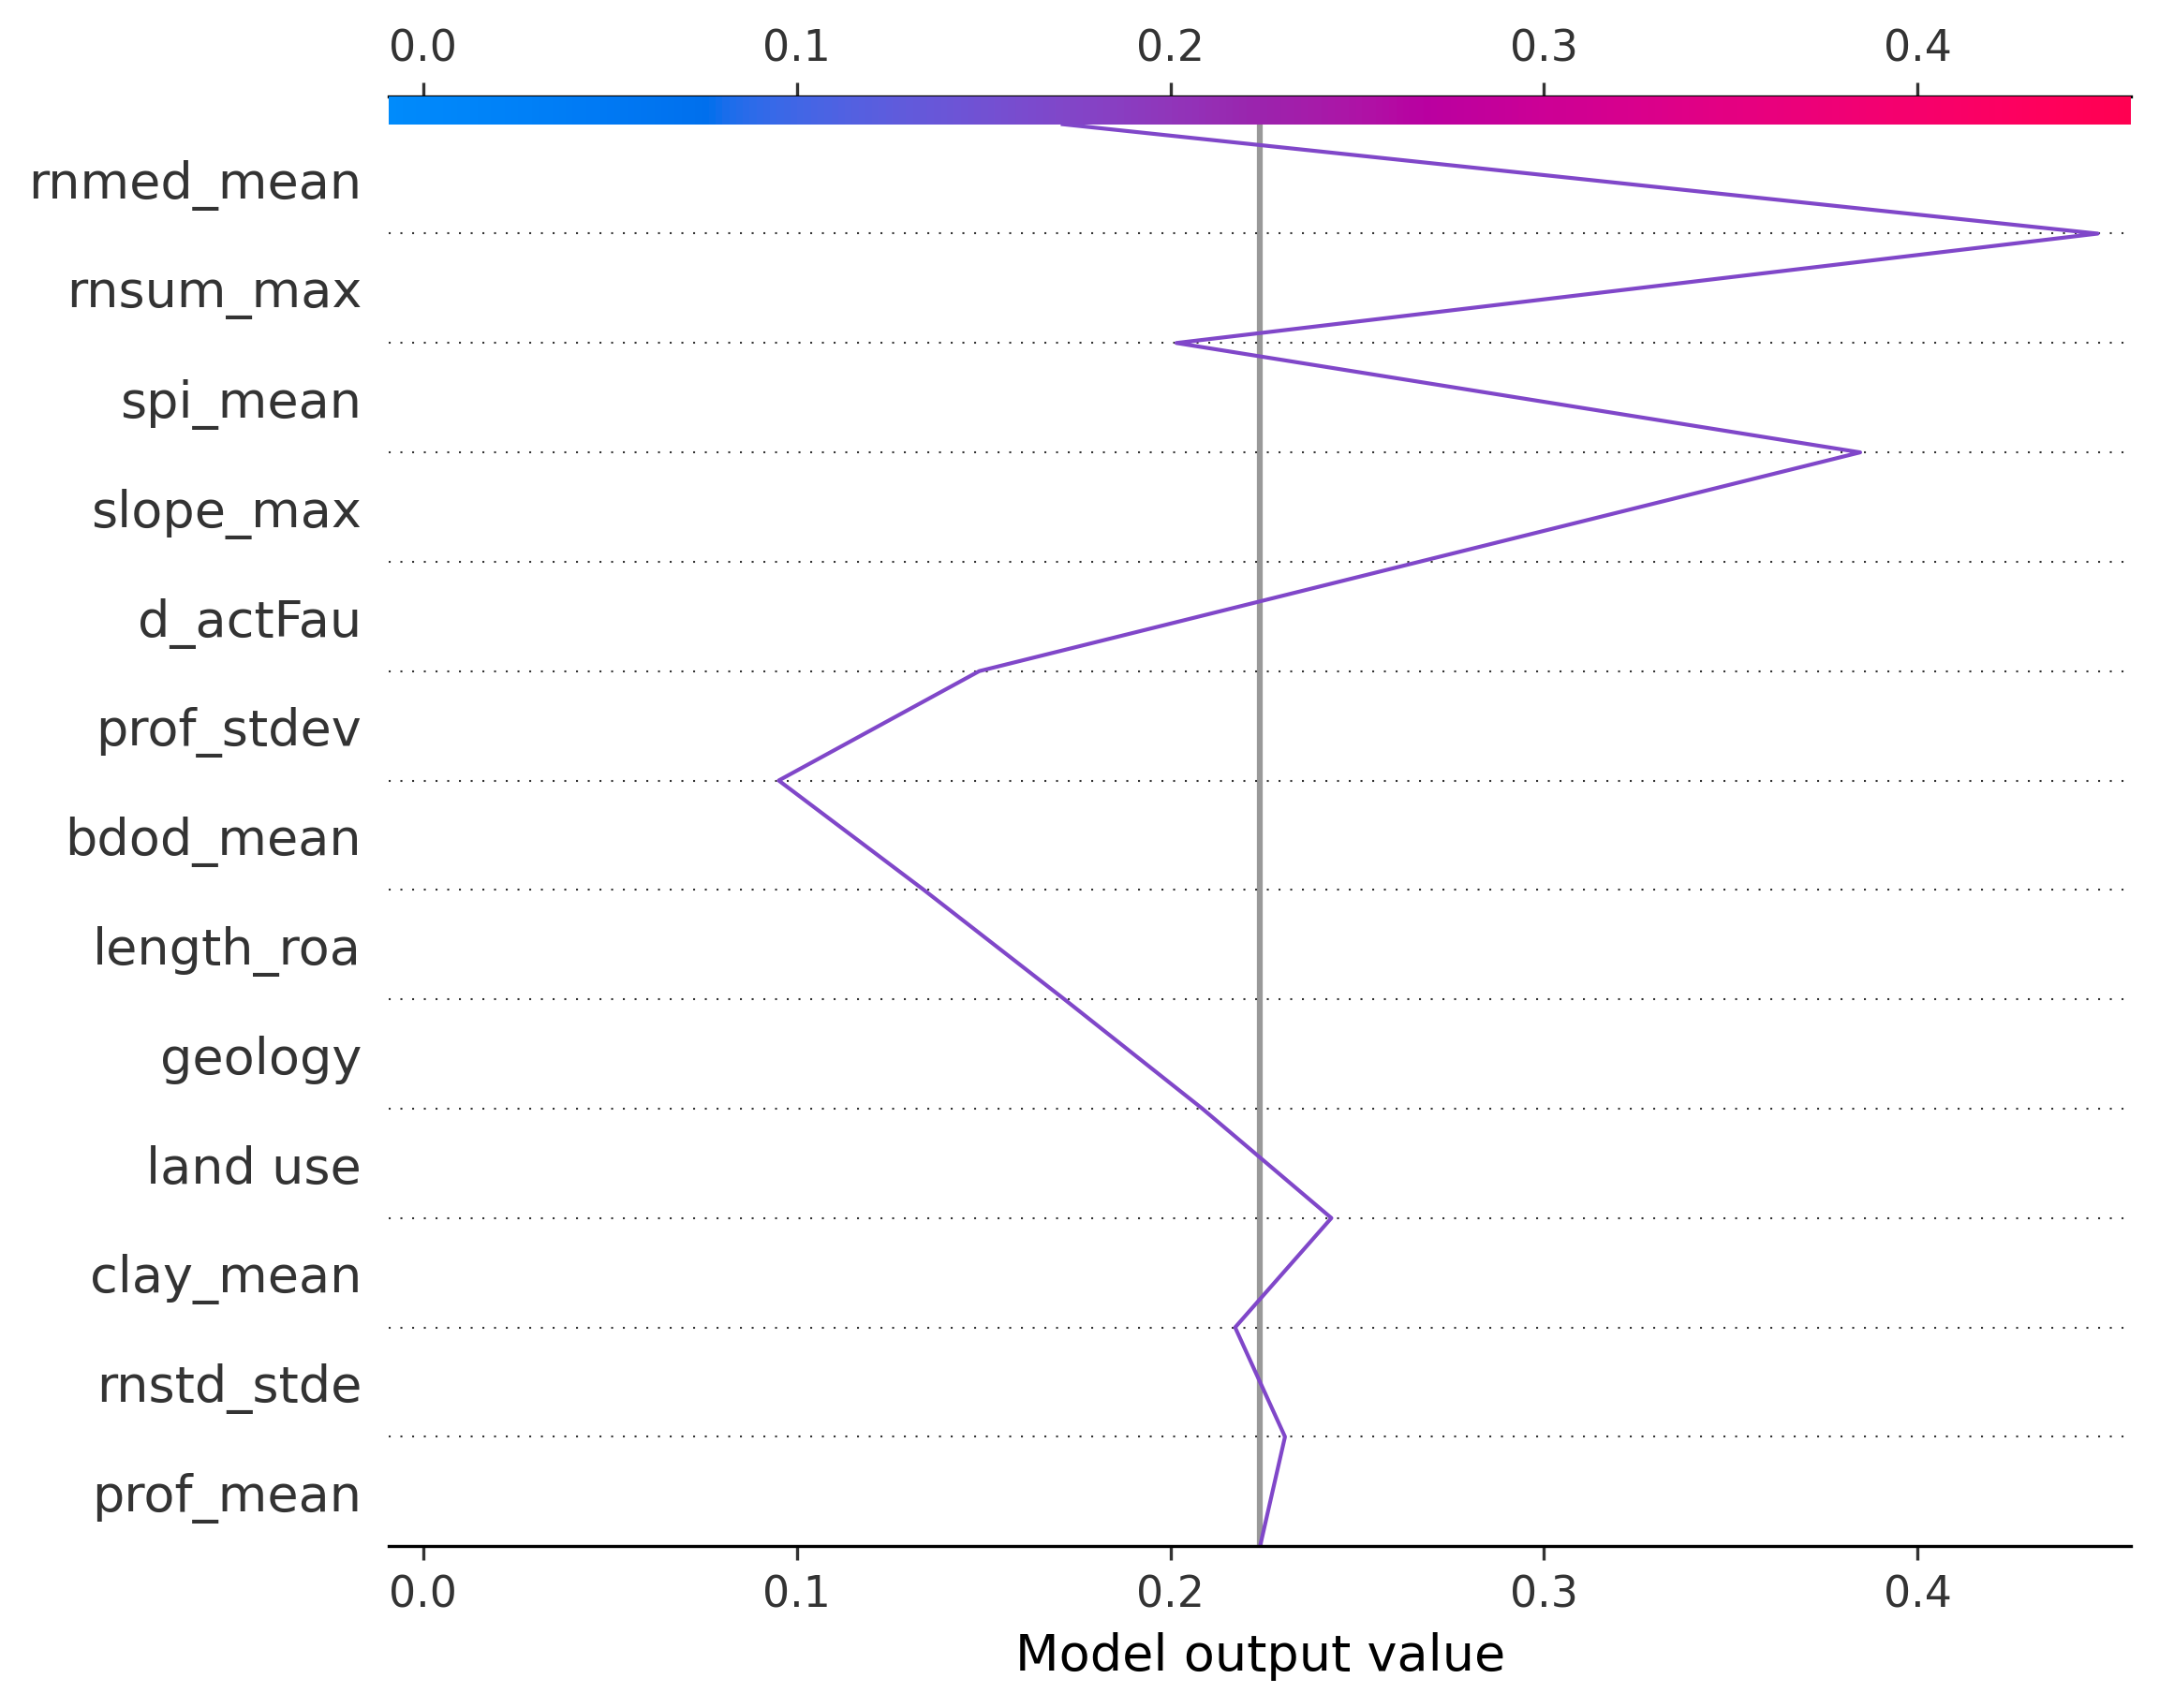 0.0 0.1 0.2 0.3 0.4
rnmed_mean
rnsum_max
spi_mean
slope_max
d_actFau
prof_stdev
bdod_mean
length_roa
geology
land use
clay_mean
rnstd_stde
prof_mean
0.0 0.1 0.2 0.3 0.4
Model output value